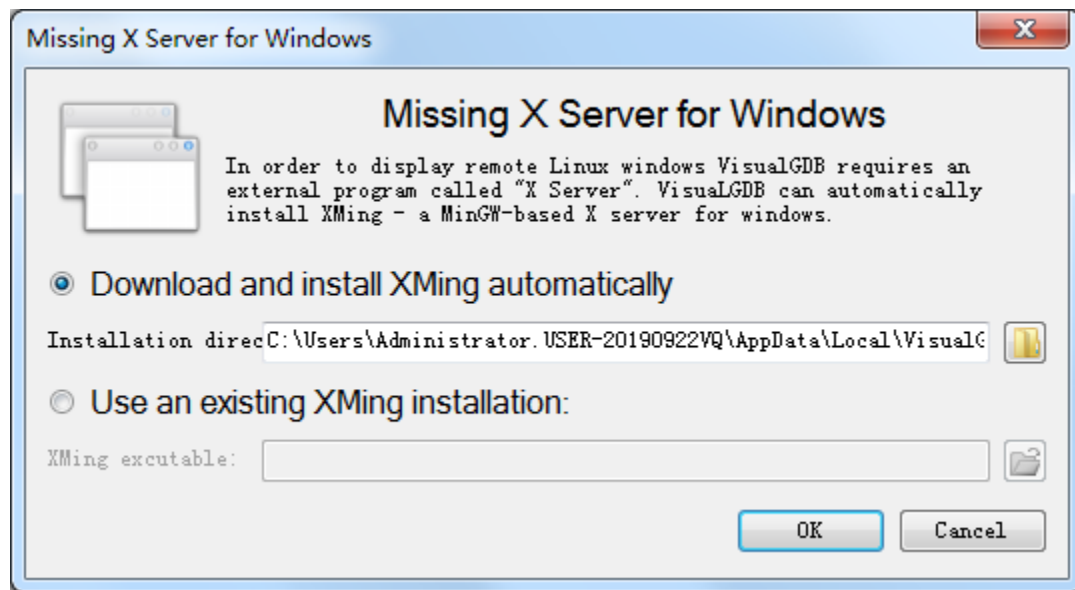 Missing X Server for Windows
Missing X Server for Windows
In order to display remote Linux windows VisualGDB requires an
external program called "X Server". VisuaLGDB can automatically
install XMing - a MinGW-based X server for windows.
Download and install XMing automatically
Installation direc C:\Users\Administrator.USER-20190922VQ\AppData\Local\VisualG
Use an existing XMing installation:
XMing excutable:
OK Cancel